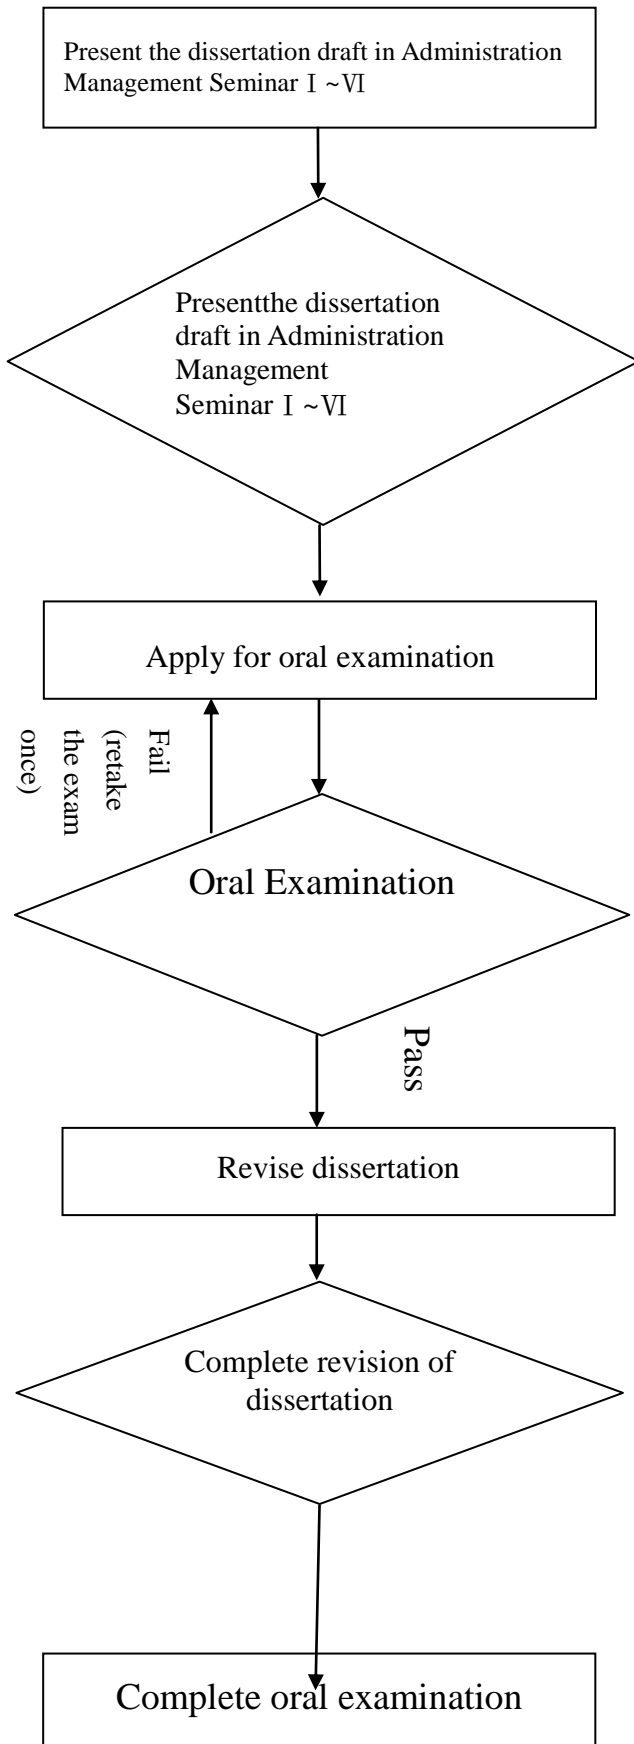 Present the dissertation draft in Administration
Management Seminar Ⅰ ~Ⅵ
Presentthe dissertation
draft in Administration
Management
Seminar Ⅰ ~Ⅵ
Apply for oral examination
Fail
(retake
the exam
once)
Oral Examination
Pass
Revise dissertation
Complete revision of
dissertation
Complete oral examination